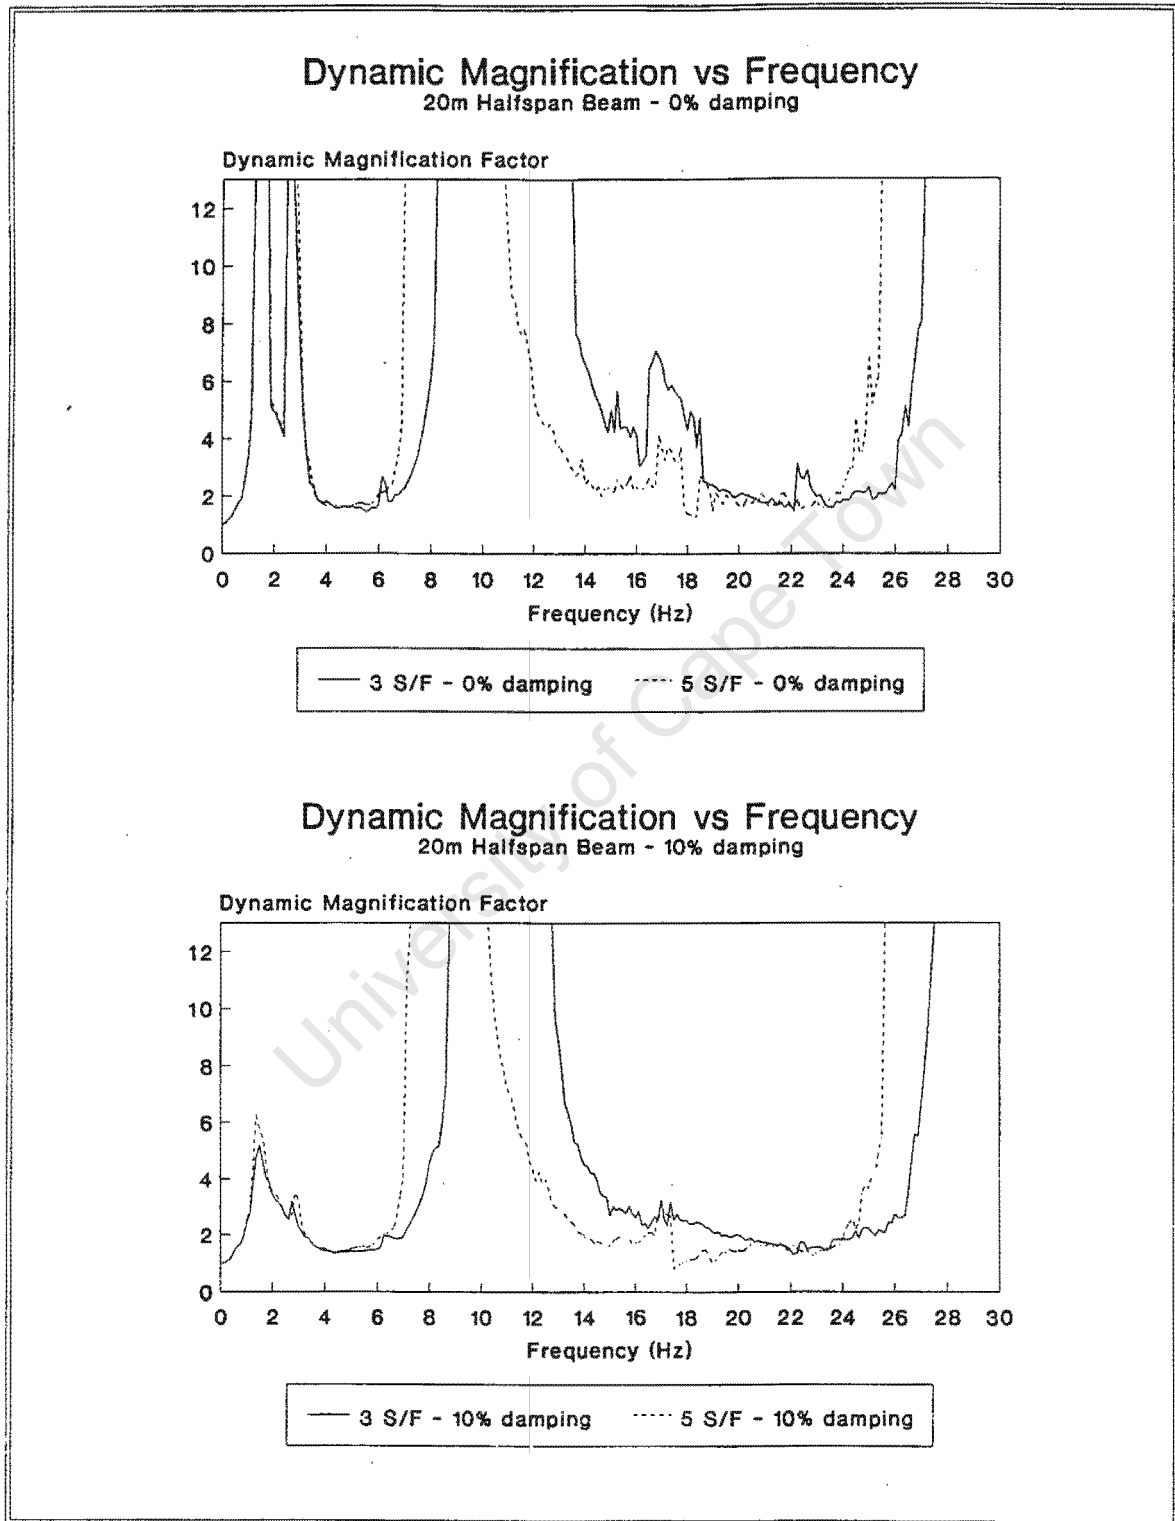 Dynamic Magnification vs Frequency
20m Halfspan Beam - 0% damping
Dynamic Magnification Factor
12
10
8
6
4
2
0
0 2 4 6 8 10 12 14 16 18 20 22 24 26 28 30
Frequency (Hz)
3 S/F - 0% damping 5 S/F - 0% damping
University of Cape Town
Dynamic Magnification vs Frequency
20m Halfspan Beam - 10% damping
Dynamic Magnification Factor
12
10
8
6
4
2
0
0 2 4 6 8 10 12 14 16 18 20 22 24 26 28 30
Frequency (Hz)
3 S/F - 10% damping 5 S/F - 10% damping